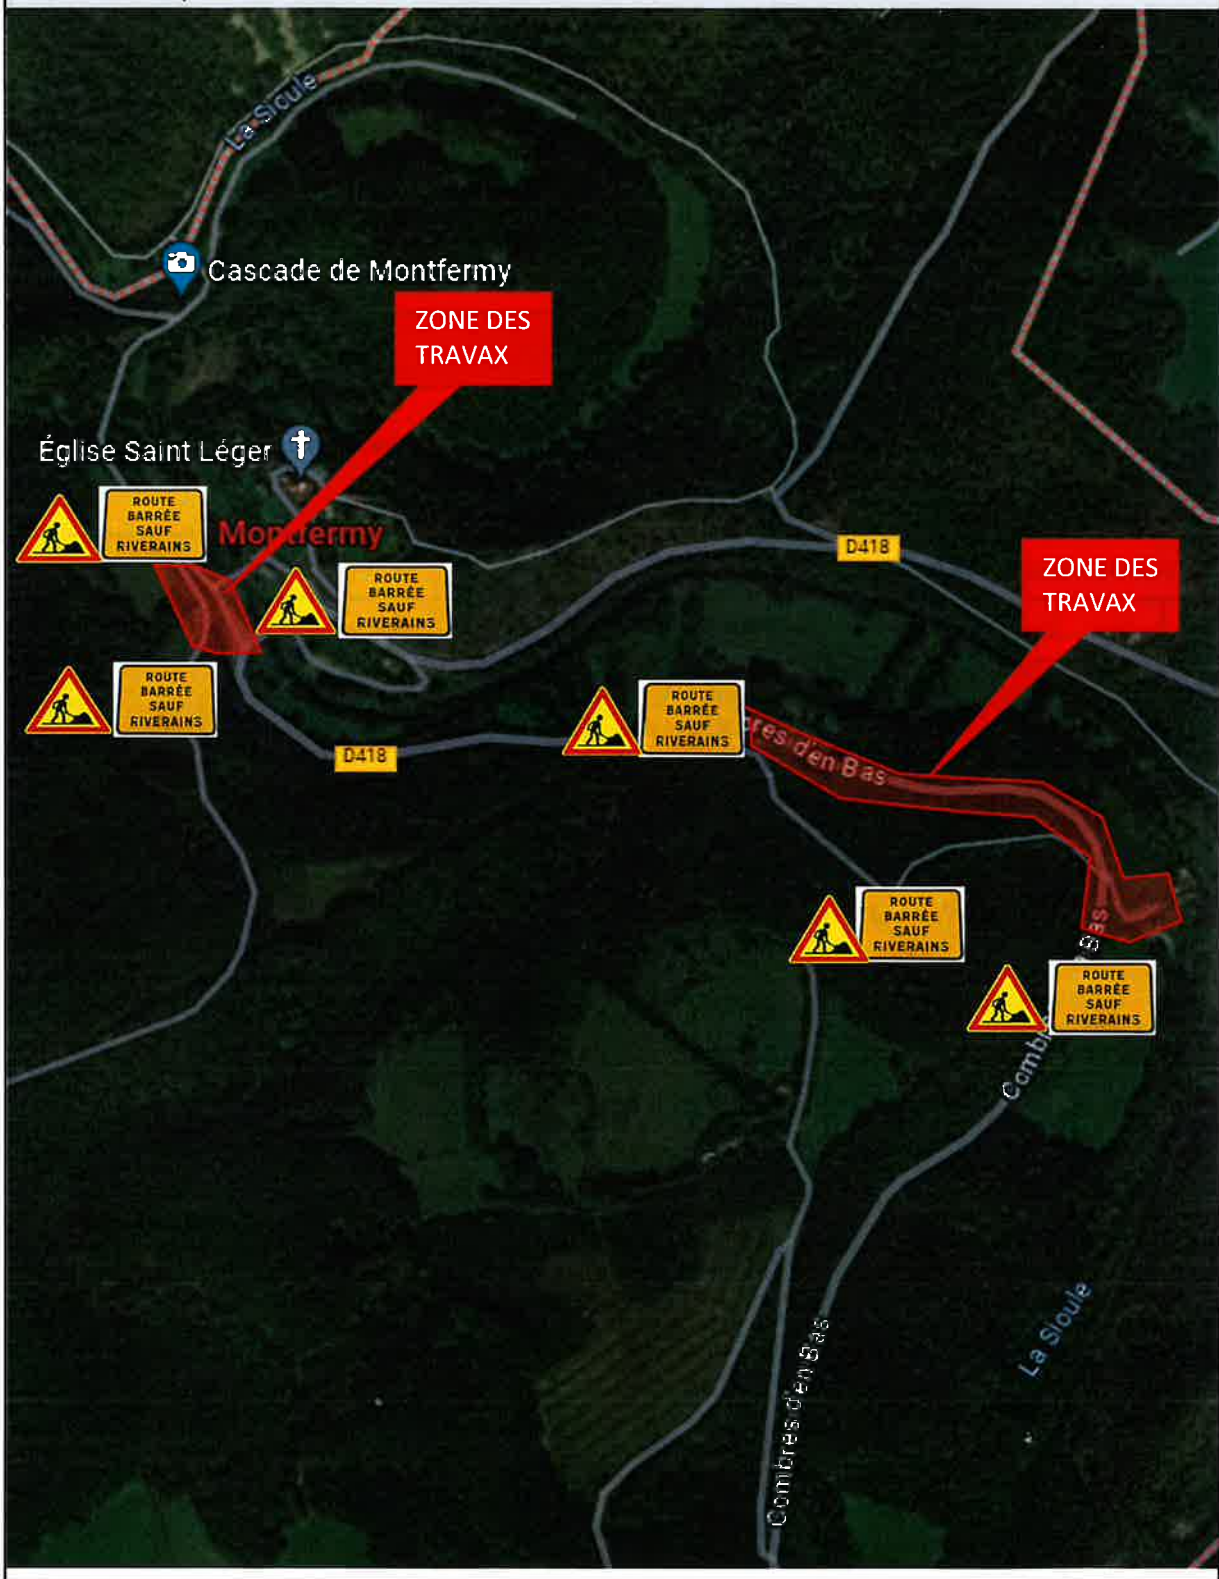 La Sioule
Cascade de Montfermy
ZONE DES
TRAVAX
Église Saint Léger
ROUTE
BARRÉE
SAUF
RIVERAINS
Montfermy
ROUTE
BARRÉE
SAUF
RIVERAINS
D418
ZONE DES
TRAVAX
ROUTE
BARRÉE
SAUF
RIVERAINS
ROUTE
BARRÉE
SAUF
RIVERAINS
D418
bres d'en Bas
ROUTE
BARRÉE
SAUF
RIVERAINS
Bas
ROUTE
BARRÉE
SAUF
RIVERAINS
Comb
La Sioule
Combres d'en Bas